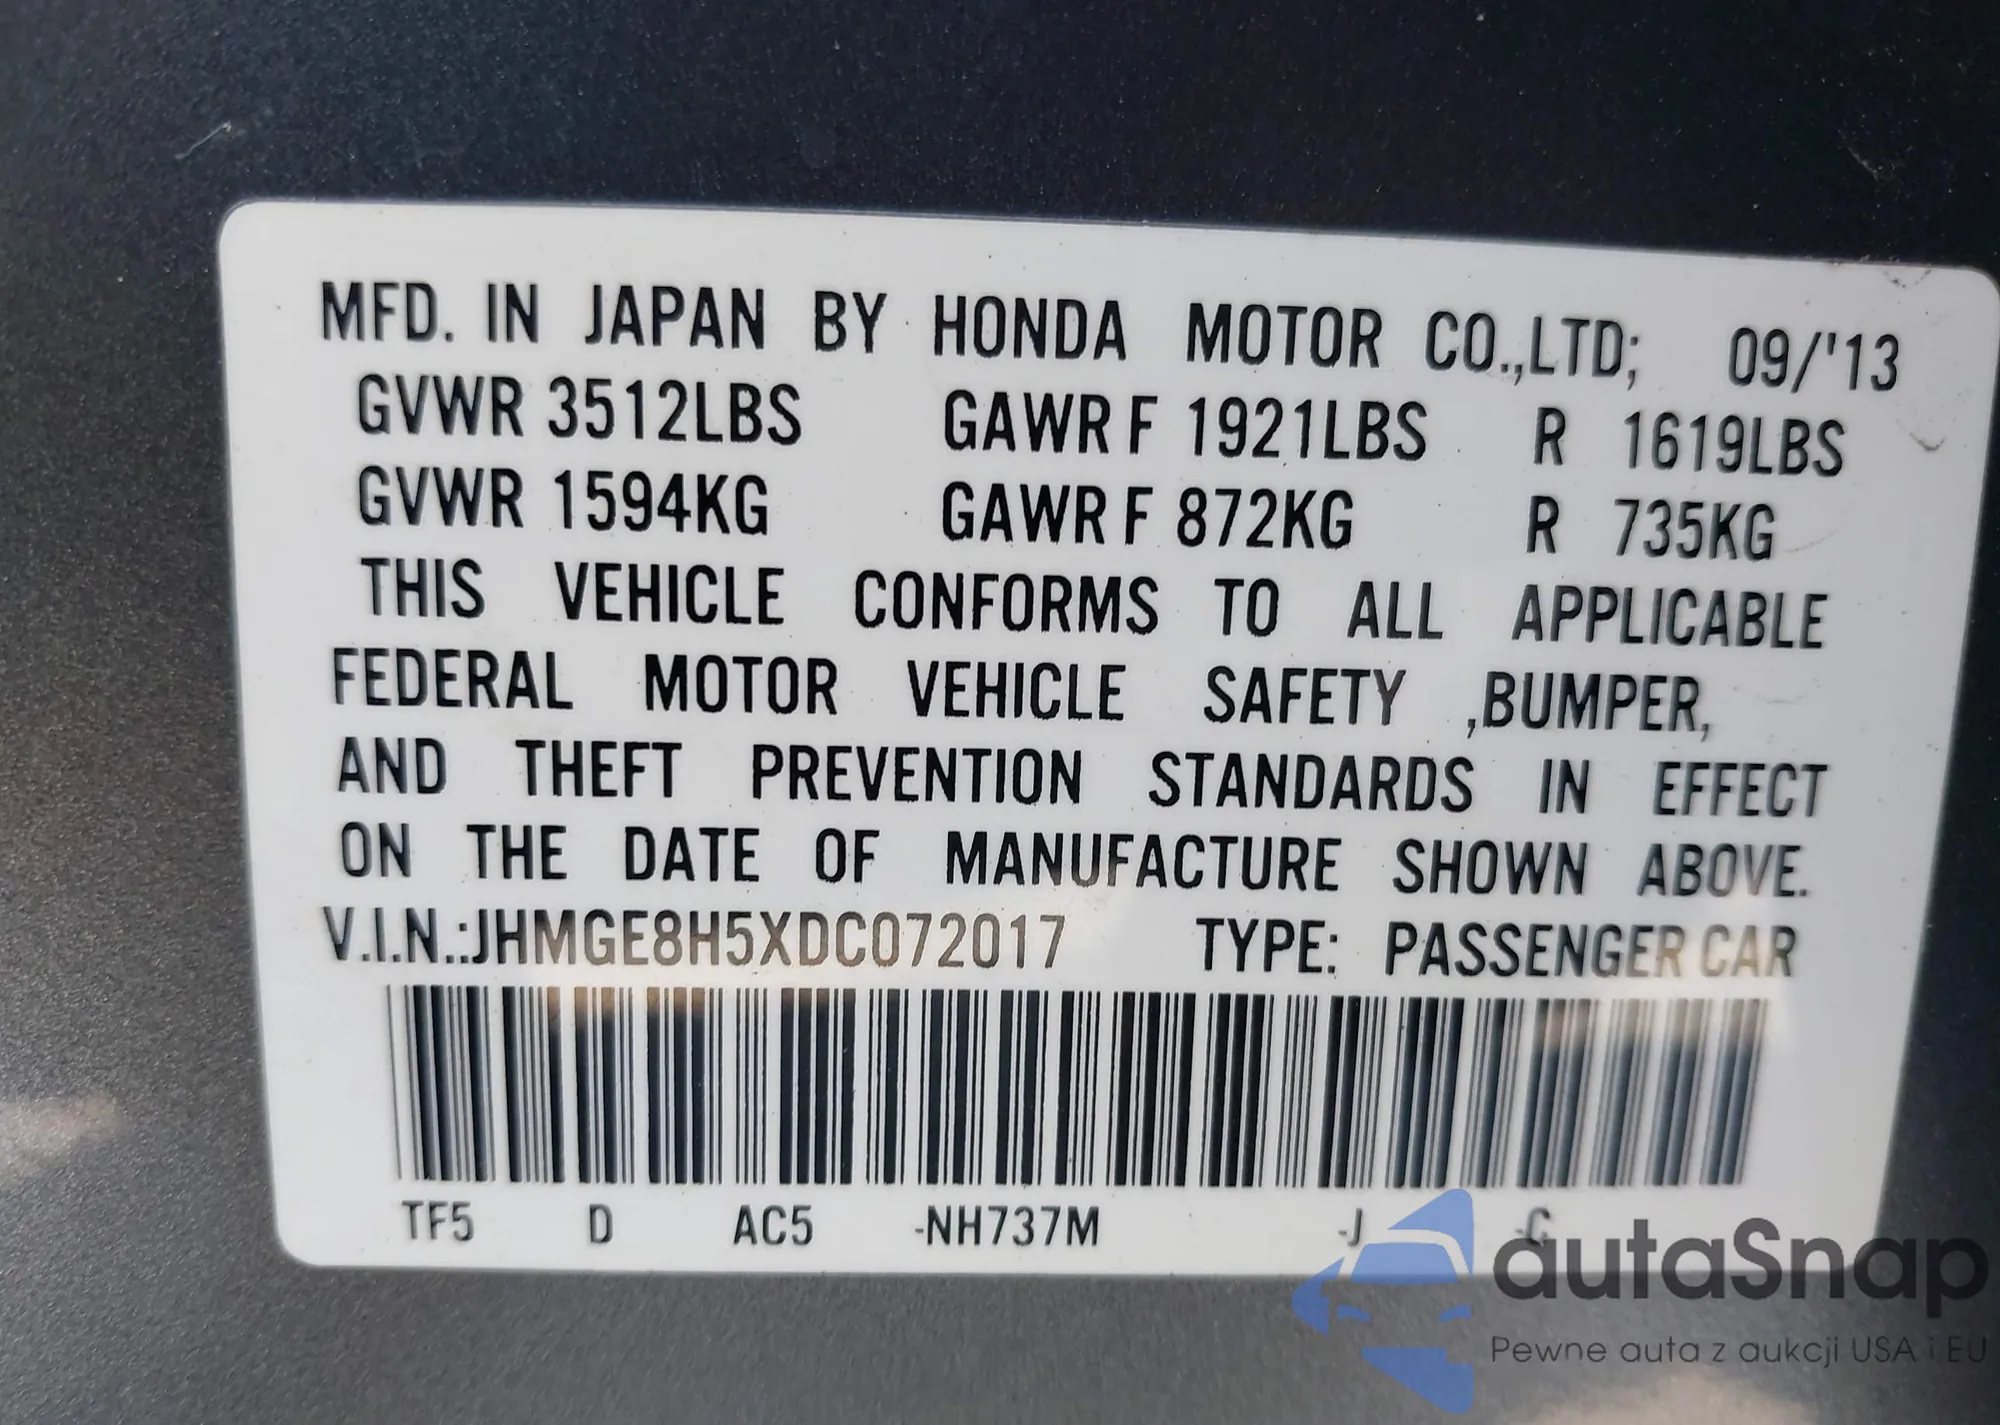 MFD. IN JAPAN BY HONDA MOTOR CO.,LTD; 09/'13
GVWR 3512LBS GAWR F 1921LBS R 1619LBS
GVWR 1594KG GAWR F 872KG R 735KG
THIS VEHICLE CONFORMS TO ALL APPLICABLE
FEDERAL MOTOR VEHICLE SAFETY ,BUMPER,
AND THEFT PREVENTION STANDARDS IN EFFECT
ON THE DATE OF MANUFACTURE SHOWN ABOVE.
V.I.N.:JHMGE8H5XDC072017 TYPE: PASSENGER CAR
TF5 D AC5 -NH737M -J -C
autaSnap
Pewne auta z aukcji USA i EU